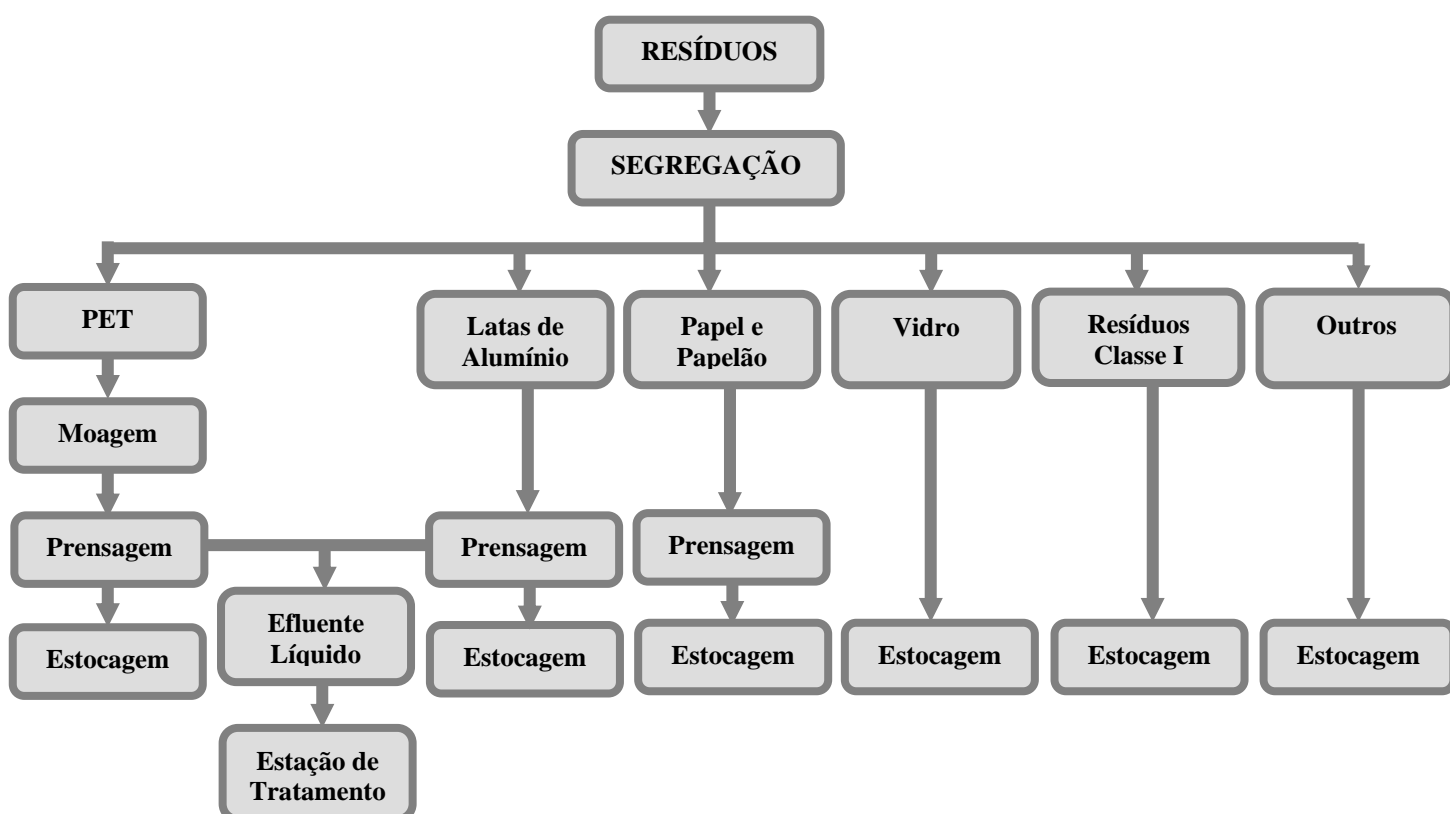 RESÍDUOS
SEGREGAÇÃO
PET
Latas de
Alumínio
Papel e
Papelão
Vidro
Resíduos
Classe I
Outros
Moagem
Prensagem
Prensagem
Prensagem
Efluente
Líquido
Estocagem
Estocagem
Estocagem
Estocagem
Estocagem
Estocagem
Estação de
Tratamento